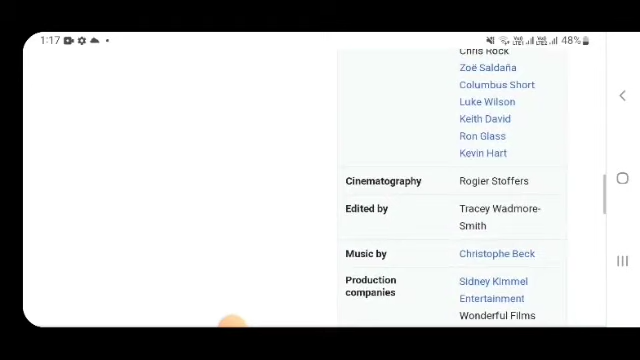 1:17 48%
Chris Rock
Zoë Saldaña
Columbus Short
Luke Wilson
Keith David
Ron Glass
Kevin Hart
Cinematography Rogier Stoffers
Edited by Tracey Wadmore-
Smith
Music by Christophe Beck
Production Sidney Kimmel
companies Entertainment
Wonderful Films